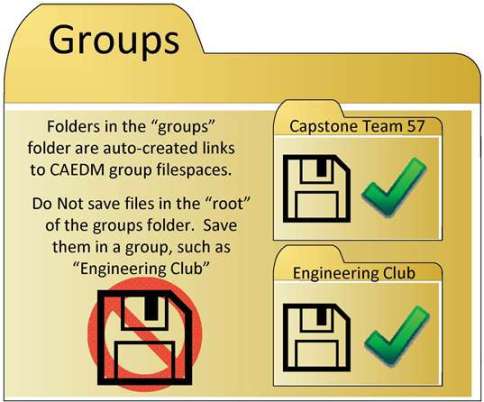 Groups
Folders in the “groups”
folder are auto-created links
to CAEDM group filespaces.
Do Not save files in the “root”
of the groups folder.  Save
them in a group, such as
“Engineering Club”
Capstone Team 57
Engineering Club